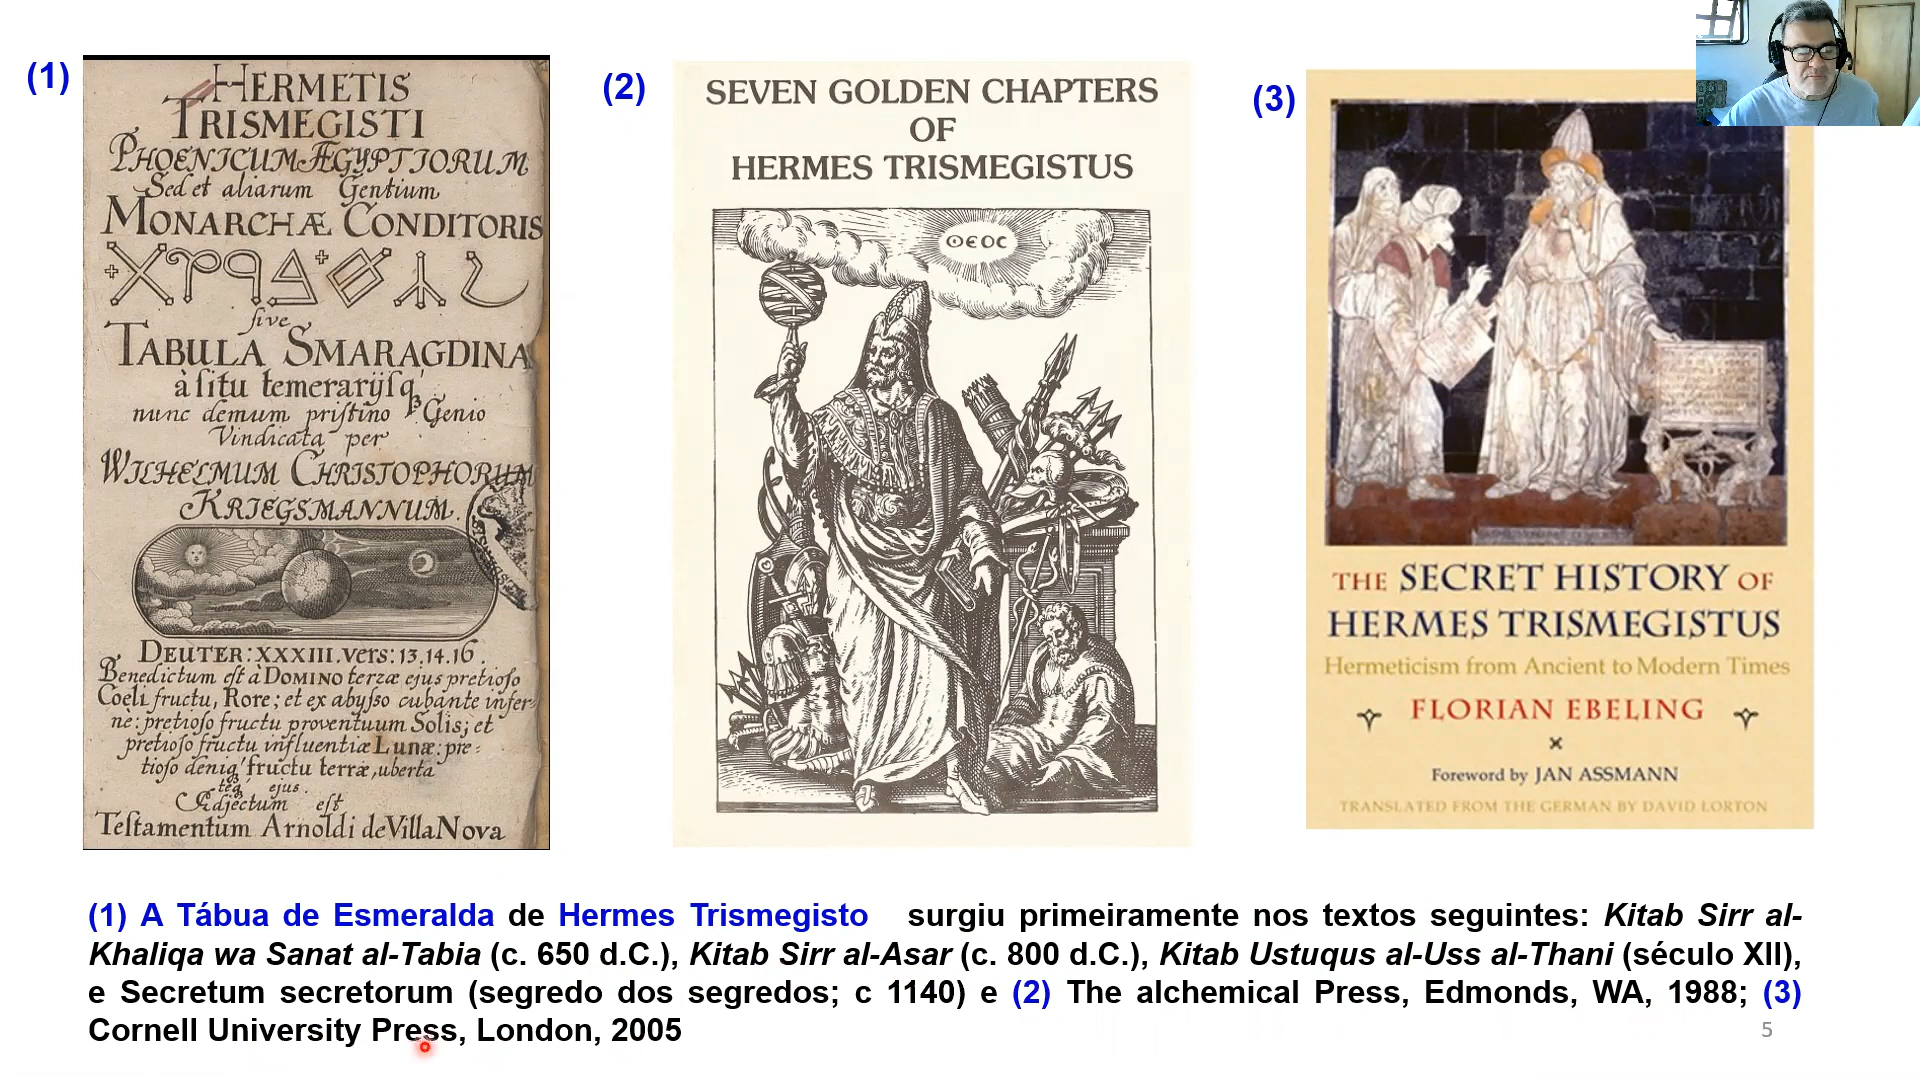 (1)
HERMETIS
TRISMEGISTI
PHOENICUM ÆGYPTIORUM
Sed et aliarum Gentium
MONARCHÆ CONDITORIS
sive
TABULA SMARAGDINA
à situ temerarijsq
nunc demum pristino Genio
Vindicata per
WILHELMUM CHRISTOPHORUM
KRIEGSMANNUM.
DEUTER: XXXIII. vers: 13. 14. 16.
Benedictum est à DOMINO terræ ejus pretioso
Coeli fructu, Rore; et ex abysso cubante infer-
nè: pretioso fructu proventuum Solis; et
pretioso fructu influentiæ Lunæ: pre-
tioso deniq' fructu terræ, uberta
teq' ejus.
Adjectum est
Testamentum Arnoldi de Villa Nova
(2)
SEVEN GOLDEN CHAPTERS
OF
HERMES TRISMEGISTUS
ΘΕΟС
(3)
THE SECRET HISTORY OF
HERMES TRISMEGISTUS
Hermeticism from Ancient to Modern Times
FLORIAN EBELING
Foreword by JAN ASSMANN
TRANSLATED FROM THE GERMAN BY DAVID LORTON
(1) A Tábua de Esmeralda de Hermes Trismegisto surgiu primeiramente nos textos seguintes: Kitab Sirr al-
Khaliqa wa Sanat al-Tabia (c. 650 d.C.), Kitab Sirr al-Asar (c. 800 d.C.), Kitab Ustuqus al-Uss al-Thani (século XII),
e Secretum secretorum (segredo dos segredos; c 1140) e (2) The alchemical Press, Edmonds, WA, 1988; (3)
Cornell University Press, London, 2005
5